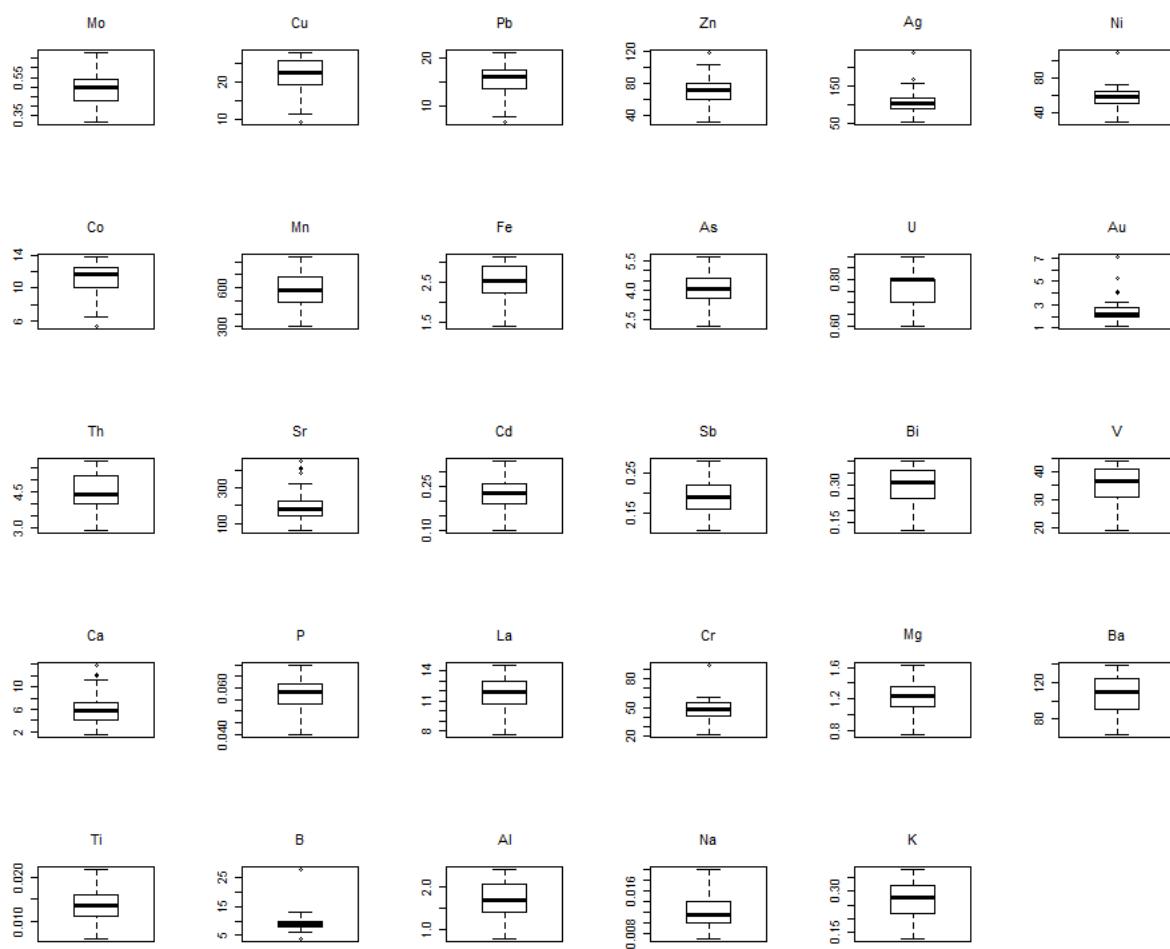 Mo Cu Pb Zn Ag Ni
0.35 0.55 10 20 10 20 40 80 120 50 150 40 80
Co Mn Fe As U Au
6 10 14 300 600 1.5 2.5 2.5 4.0 5.5 0.60 0.80 1 3 5 7
Th Sr Cd Sb Bi V
3.0 4.5 100 300 0.10 0.25 0.15 0.25 0.15 0.30 20 30 40
Ca P La Cr Mg Ba
2 6 10 0.040 0.060 8 11 14 20 50 80 0.8 1.2 1.6 80 120
Ti B Al Na K
0.010 0.020 5 15 25 1.0 2.0 0.008 0.016 0.15 0.30